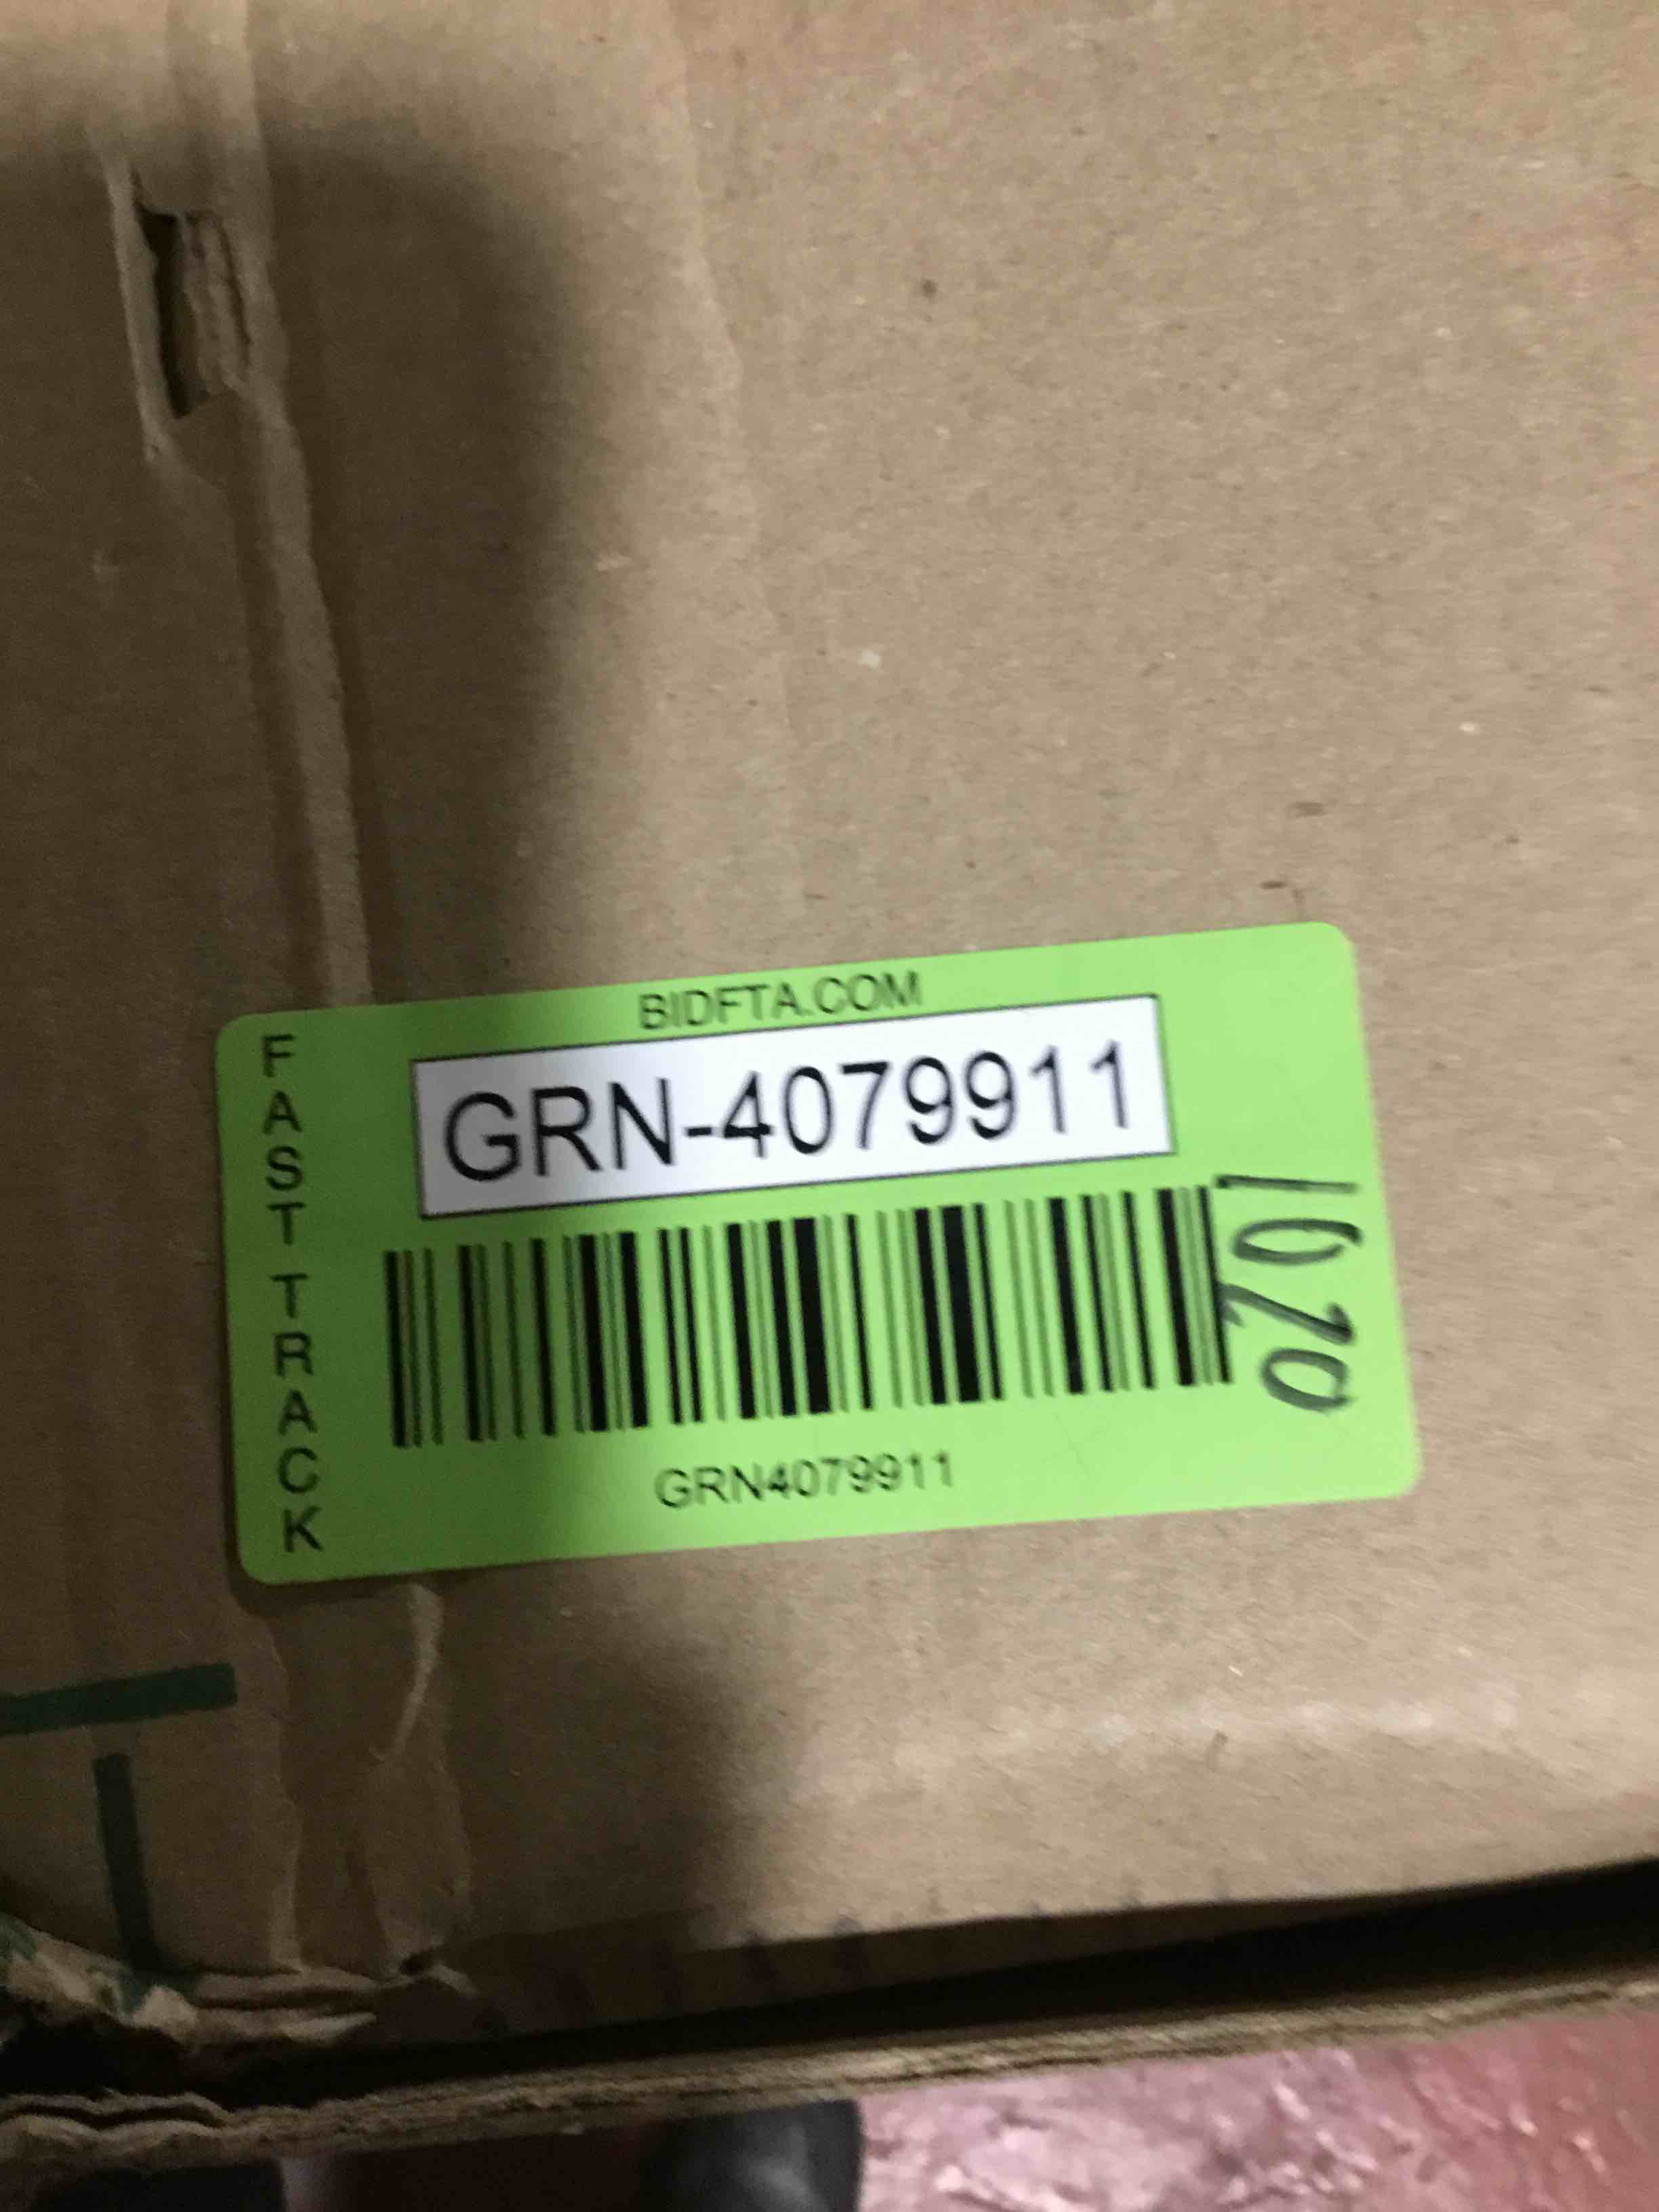 BIDFTA.COM
FAST TRACK
GRN-4079911
1020
GRN4079911